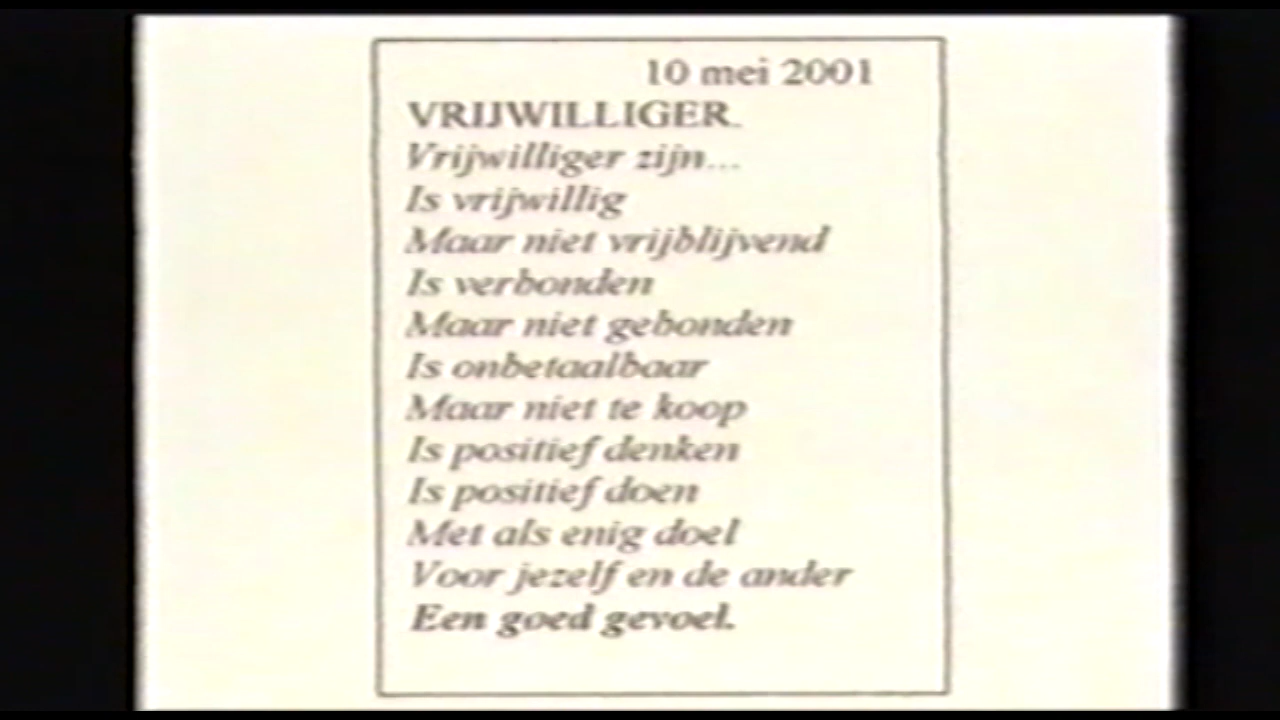 10 mei 2001
VRIJWILLIGER.
Vrijwilliger zijn...
Is vrijwillig
Maar niet vrijblijvend
Is verbonden
Maar niet gebonden
Is onbetaalbaar
Maar niet te koop
Is positief denken
Is positief doen
Met als enig doel
Voor jezelf en de ander
Een goed gevoel.